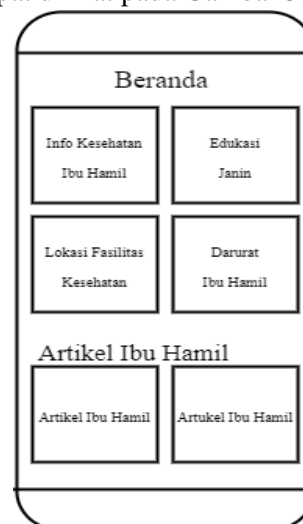 Beranda
Info Kesehatan
Ibu Hamil
Edukasi
Janin
Lokasi Fasilitas
Kesehatan
Darurat
Ibu Hamil
Artikel Ibu Hamil
Artikel Ibu Hamil
Artukel Ibu Hamil